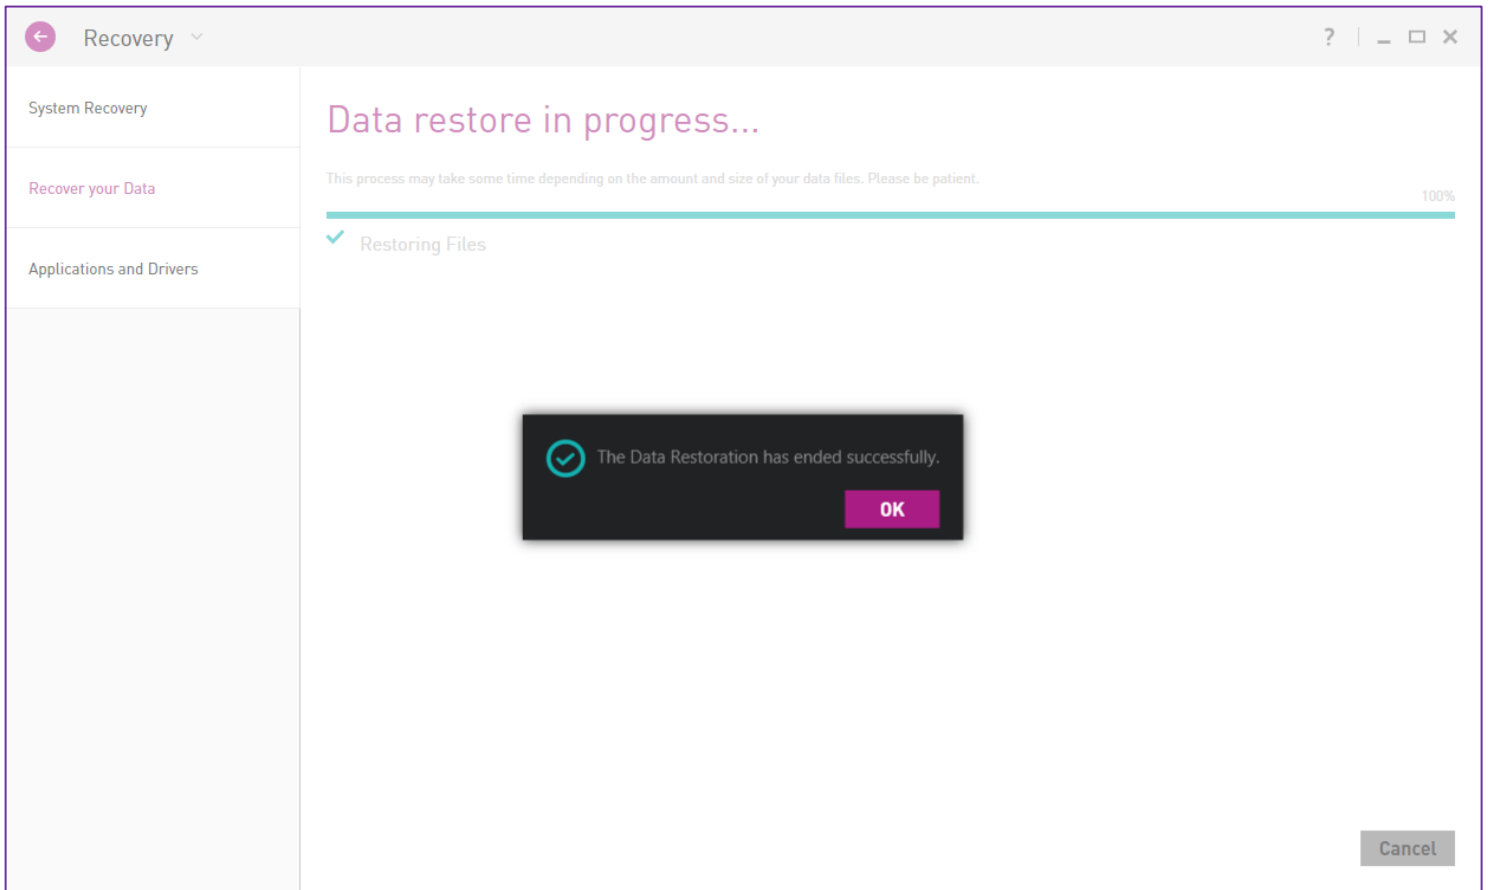 Recovery
?
System Recovery
Recover your Data
Applications and Drivers
Data restore in progress...
This process may take some time depending on the amount and size of your data files. Please be patient.
100%
Restoring Files
The Data Restoration has ended successfully.
OK
Cancel